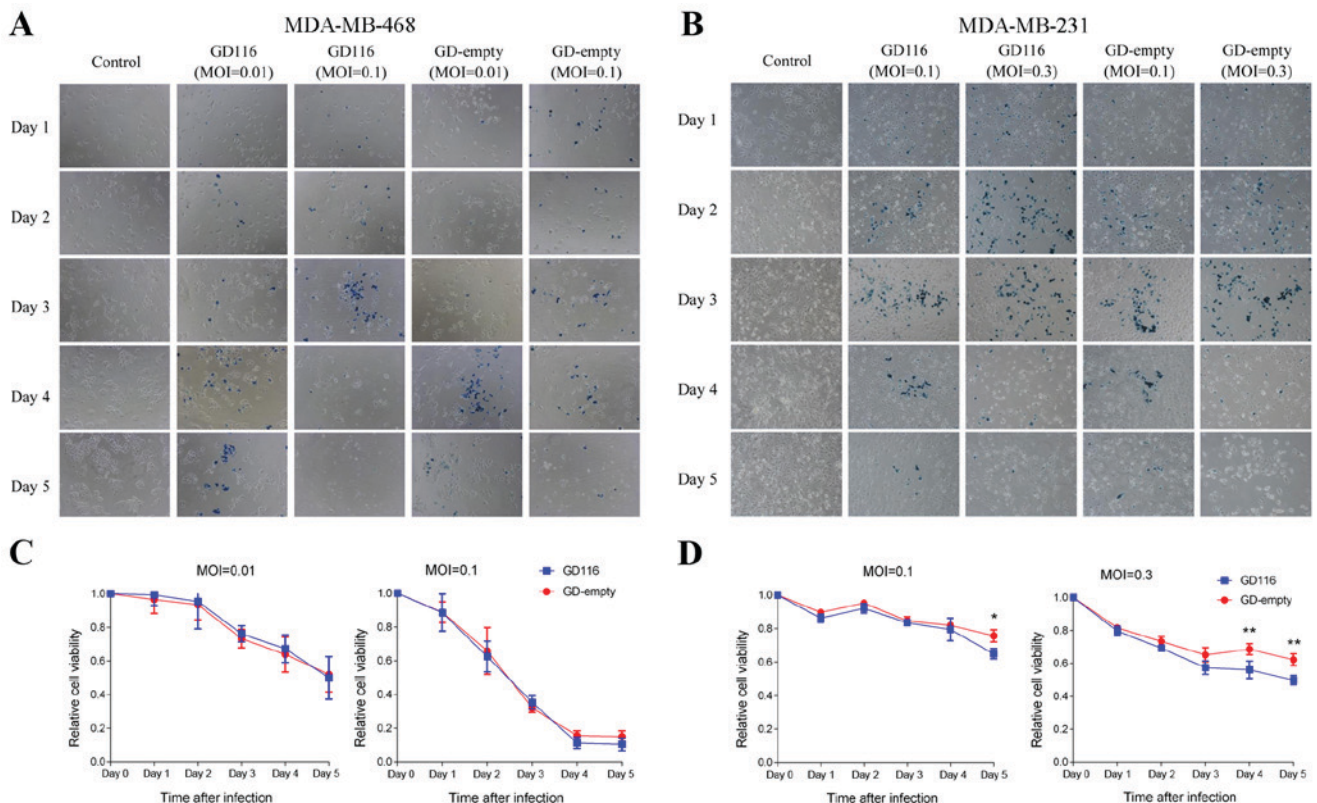 A
MDA-MB-468
Control
GD116
(MOI=0.01)
GD116
(MOI=0.1)
GD-empty
(MOI=0.01)
GD-empty
(MOI=0.1)
Day 1
Day 2
Day 3
Day 4
Day 5
B
MDA-MB-231
Control
GD116
(MOI=0.1)
GD116
(MOI=0.3)
GD-empty
(MOI=0.1)
GD-empty
(MOI=0.3)
Day 1
Day 2
Day 3
Day 4
Day 5
C
MOI=0.01
Relative cell viability
1.0
0.8
0.6
0.4
0.2
0.0
Day 0 Day 1 Day 2 Day 3 Day 4 Day 5
Time after infection
MOI=0.1
GD116
GD-empty
Relative cell viability
1.0
0.8
0.6
0.4
0.2
0.0
Day 0 Day 1 Day 2 Day 3 Day 4 Day 5
Time after infection
D
MOI=0.1
Relative cell viability
1.0
0.8
0.6
0.4
0.2
0.0
*
Day 0 Day 1 Day 2 Day 3 Day 4 Day 5
Time after infection
MOI=0.3
GD116
GD-empty
Relative cell viability
1.0
0.8
0.6
0.4
0.2
0.0
**
**
Day 0 Day 1 Day 2 Day 3 Day 4 Day 5
Time after infection